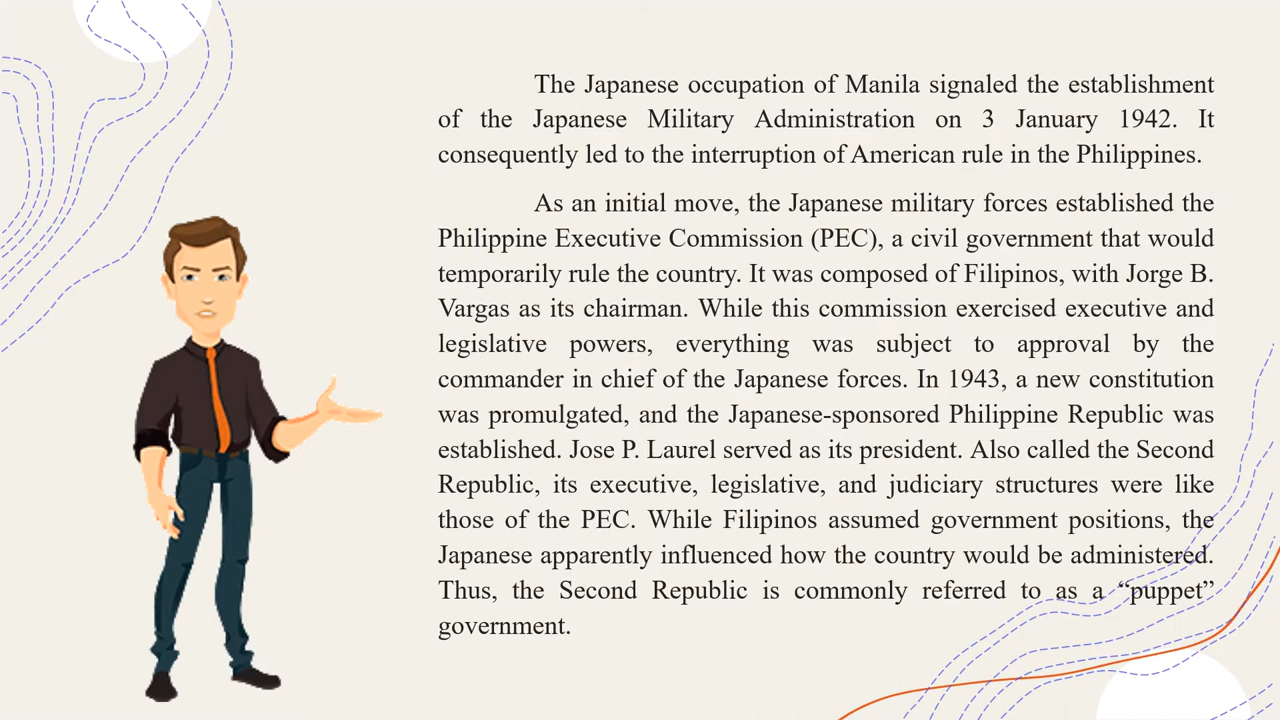 The Japanese occupation of Manila signaled the establishment
of the Japanese Military Administration on 3 January 1942. It
consequently led to the interruption of American rule in the Philippines.
As an initial move, the Japanese military forces established the
Philippine Executive Commission (PEC), a civil government that would
temporarily rule the country. It was composed of Filipinos, with Jorge B.
Vargas as its chairman. While this commission exercised executive and
legislative powers, everything was subject to approval by the
commander in chief of the Japanese forces. In 1943, a new constitution
was promulgated, and the Japanese-sponsored Philippine Republic was
established. Jose P. Laurel served as its president. Also called the Second
Republic, its executive, legislative, and judiciary structures were like
those of the PEC. While Filipinos assumed government positions, the
Japanese apparently influenced how the country would be administered.
Thus, the Second Republic is commonly referred to as a “puppet”
government.